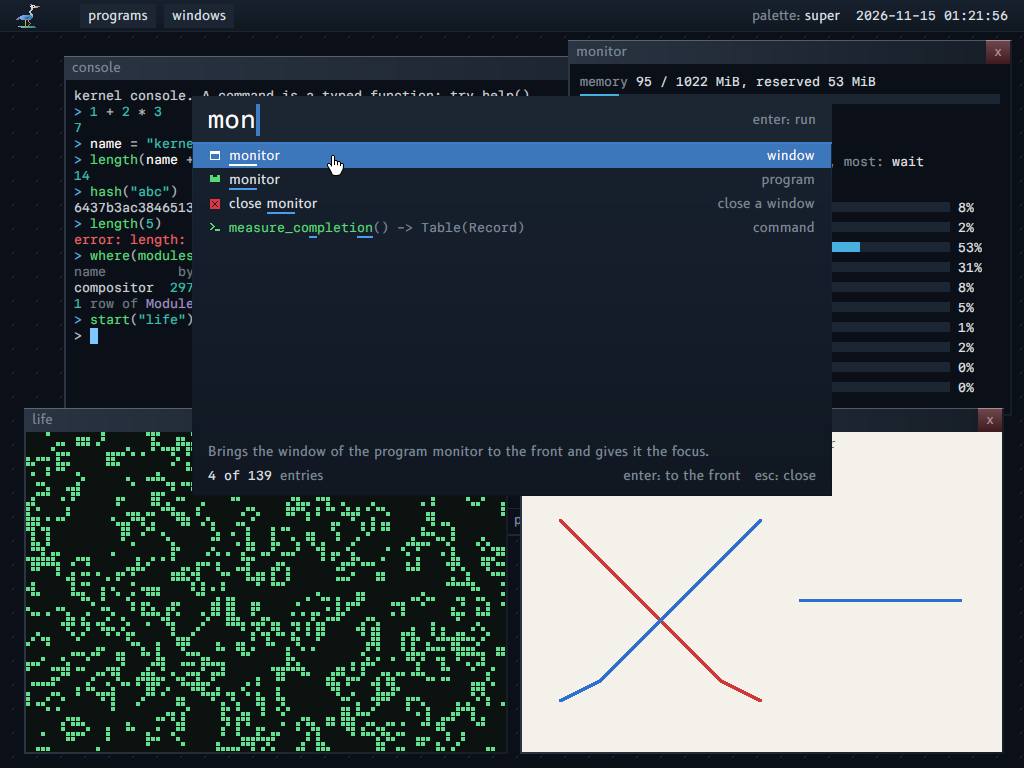 programs windows palette: super 2026-11-15 01:21:56
console
monitor x
memory 95 / 1022 MiB, reserved 53 MiB
kernel console. A command is a typed function: try help()
> 1 + 2 * 3
7
> name = "kerne
> length(name +
14
> hash("abc")
6437b3ac3846513
> length(5)
error: length:
> where(modules
name by
compositor 297
1 row of Module
> start("life")
>
mon enter: run
monitor window
monitor program
close monitor close a window
measure_completion() -> Table(Record) command
Brings the window of the program monitor to the front and gives it the focus.
4 of 139 entries enter: to the front esc: close
, most: wait
8%
2%
53%
31%
8%
5%
1%
2%
0%
0%
life
x